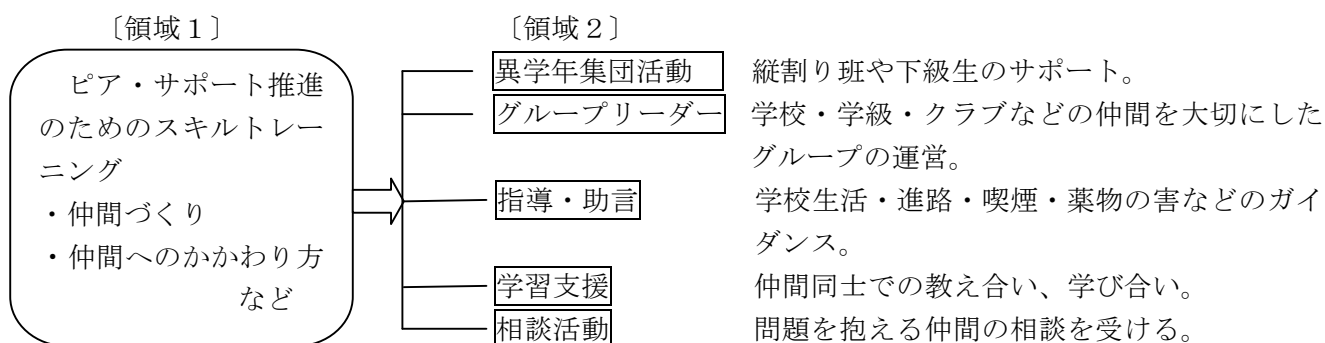 〔領域１〕
ピア・サポート推進
のためのスキルトレー
ニング
・仲間づくり
・仲間へのかかわり方
など
〔領域２〕
異学年集団活動　縦割り班や下級生のサポート。
グループリーダー　学校・学級・クラブなどの仲間を大切にした
グループの運営。
指導・助言　学校生活・進路・喫煙・薬物の害などのガイ
ダンス。
学習支援　仲間同士での教え合い、学び合い。
相談活動　問題を抱える仲間の相談を受ける。